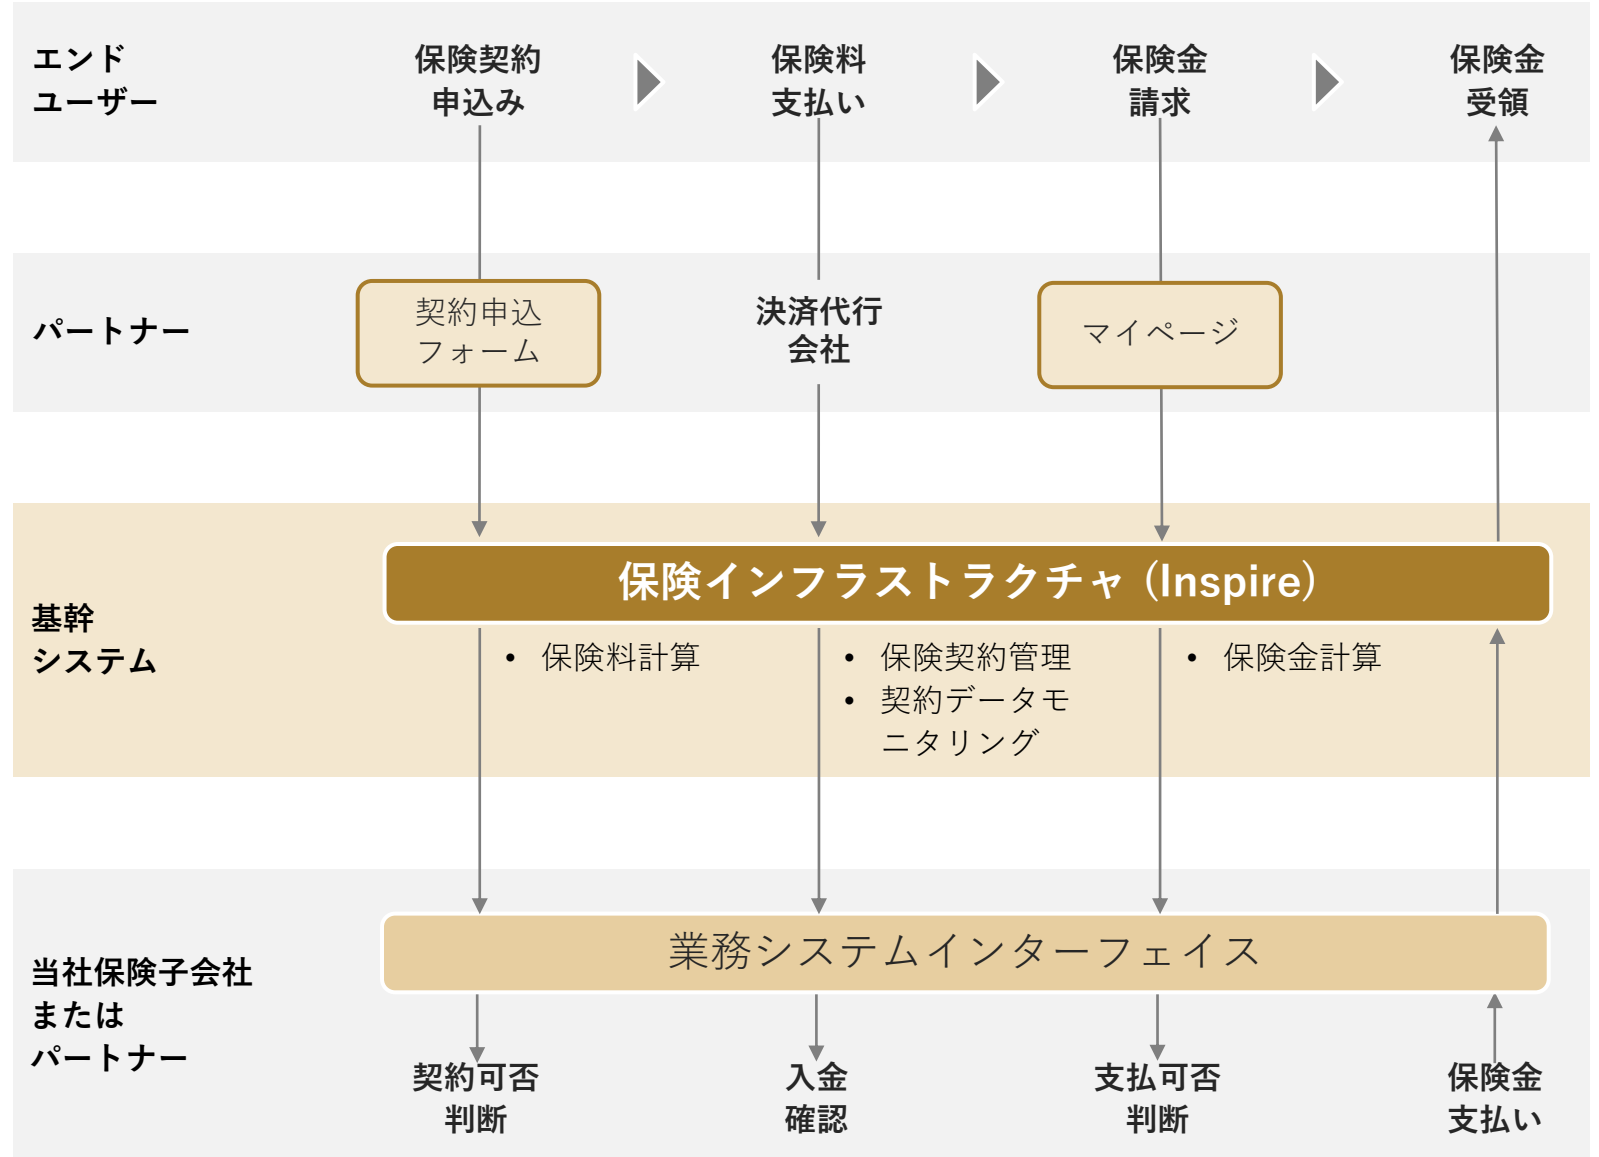 エンド
ユーザー
保険契約
申込み
保険料
支払い
保険金
請求
保険金
受領
パートナー
契約申込
フォーム
決済代行
会社
マイページ
基幹
システム
保険インフラストラクチャ (Inspire)
• 保険料計算
• 保険契約管理
• 契約データモ
ニタリング
• 保険金計算
当社保険子会社
または
パートナー
業務システムインターフェイス
契約可否
判断
入金
確認
支払可否
判断
保険金
支払い